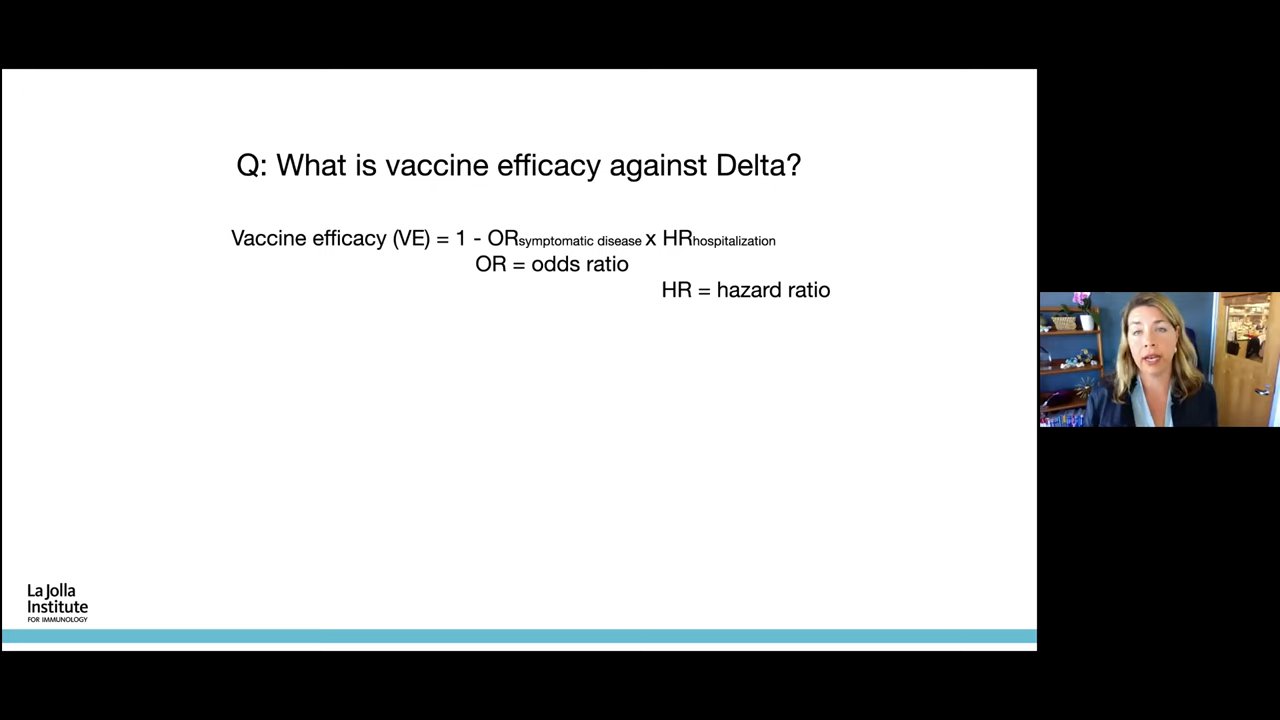 Q: What is vaccine efficacy against Delta?
Vaccine efficacy (VE) = 1 - ORsymptomatic disease x HRhospitalization
OR = odds ratio
HR = hazard ratio
La Jolla
Institute
FOR IMMUNOLOGY